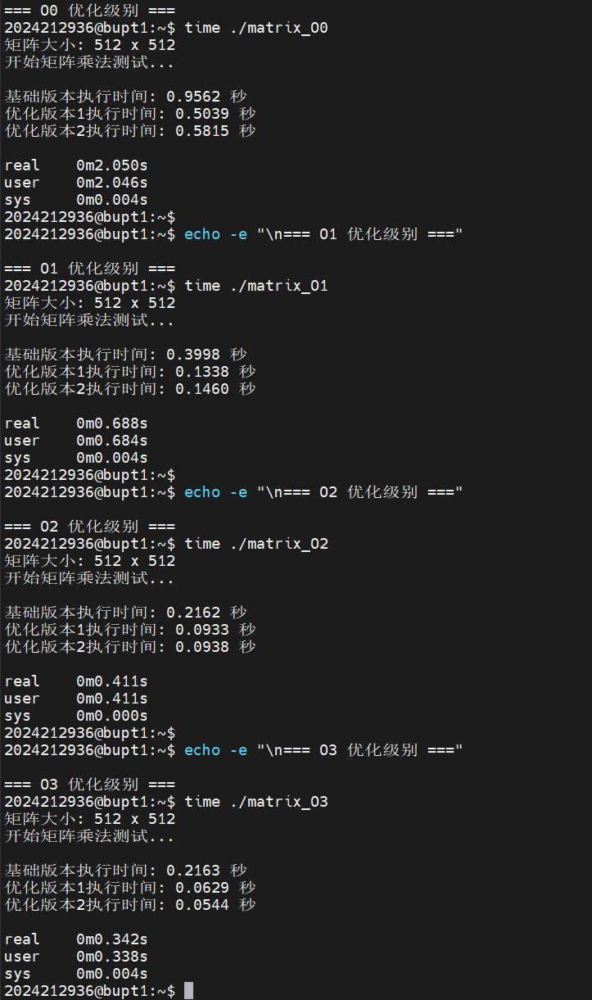 === O0 优化级别 ===
2024212936@bupt1:~$ time ./matrix_O0
矩阵大小: 512 x 512
开始矩阵乘法测试...
基础版本执行时间: 0.9562 秒
优化版本1执行时间: 0.5039 秒
优化版本2执行时间: 0.5815 秒
real    0m2.050s
user    0m2.046s
sys     0m0.004s
2024212936@bupt1:~$
2024212936@bupt1:~$ echo -e "\n=== O1 优化级别 ==="
=== O1 优化级别 ===
2024212936@bupt1:~$ time ./matrix_O1
矩阵大小: 512 x 512
开始矩阵乘法测试...
基础版本执行时间: 0.3998 秒
优化版本1执行时间: 0.1338 秒
优化版本2执行时间: 0.1460 秒
real    0m0.688s
user    0m0.684s
sys     0m0.004s
2024212936@bupt1:~$
2024212936@bupt1:~$ echo -e "\n=== O2 优化级别 ==="
=== O2 优化级别 ===
2024212936@bupt1:~$ time ./matrix_O2
矩阵大小: 512 x 512
开始矩阵乘法测试...
基础版本执行时间: 0.2162 秒
优化版本1执行时间: 0.0933 秒
优化版本2执行时间: 0.0938 秒
real    0m0.411s
user    0m0.411s
sys     0m0.000s
2024212936@bupt1:~$
2024212936@bupt1:~$ echo -e "\n=== O3 优化级别 ==="
=== O3 优化级别 ===
2024212936@bupt1:~$ time ./matrix_O3
矩阵大小: 512 x 512
开始矩阵乘法测试...
基础版本执行时间: 0.2163 秒
优化版本1执行时间: 0.0629 秒
优化版本2执行时间: 0.0544 秒
real    0m0.342s
user    0m0.338s
sys     0m0.004s
2024212936@bupt1:~$